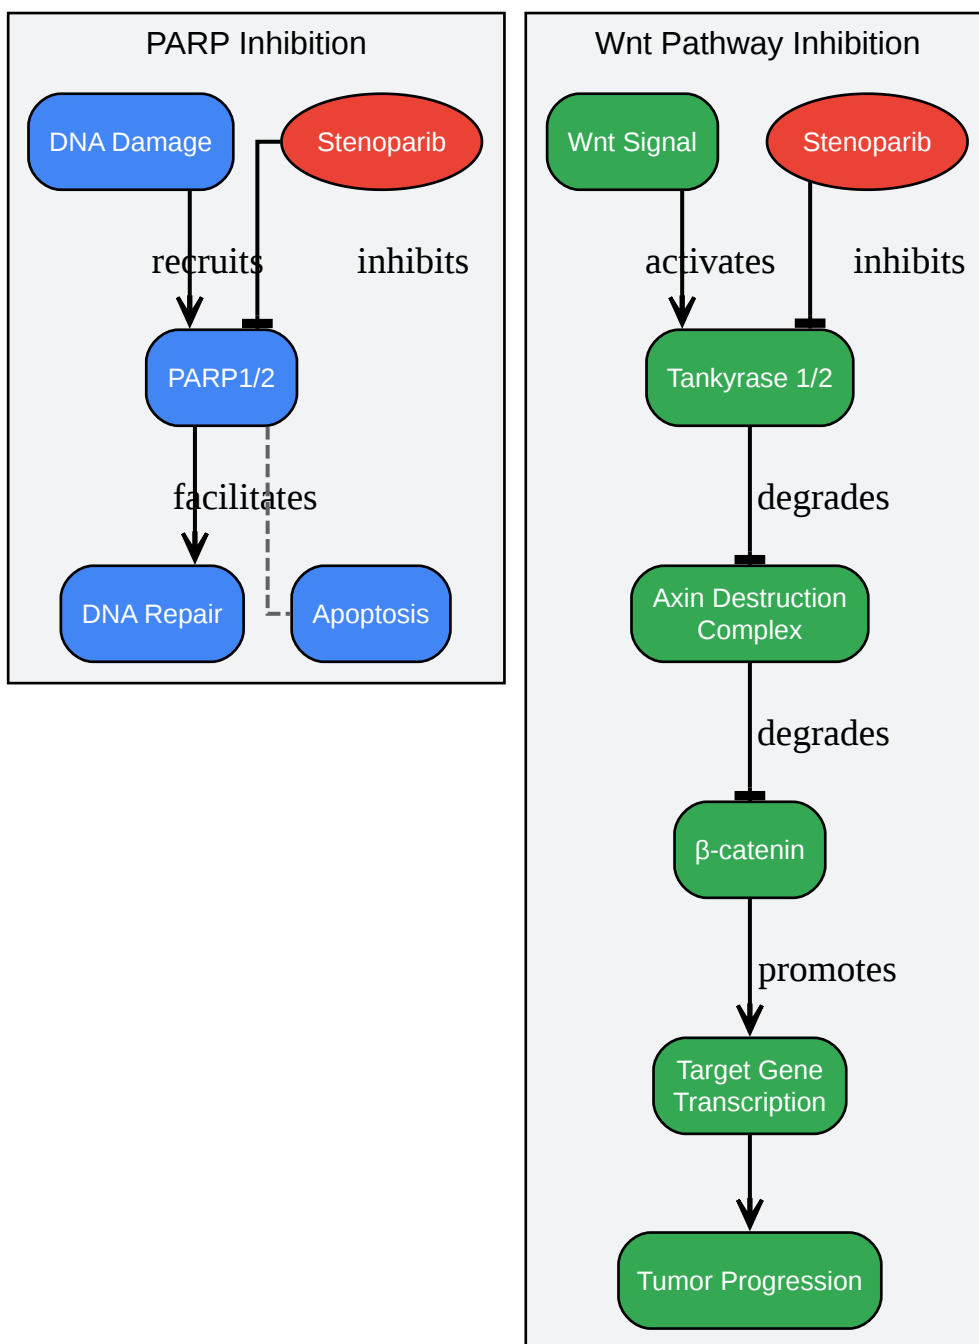 PARP Inhibition
DNA Damage
Stenoparib
recruits
inhibits
PARP1/2
facilitates
DNA Repair
Apoptosis
Wnt Pathway Inhibition
Wnt Signal
Stenoparib
activates
inhibits
Tankyrase 1/2
degrades
Axin Destruction
Complex
degrades
β-catenin
promotes
Target Gene
Transcription
Tumor Progression